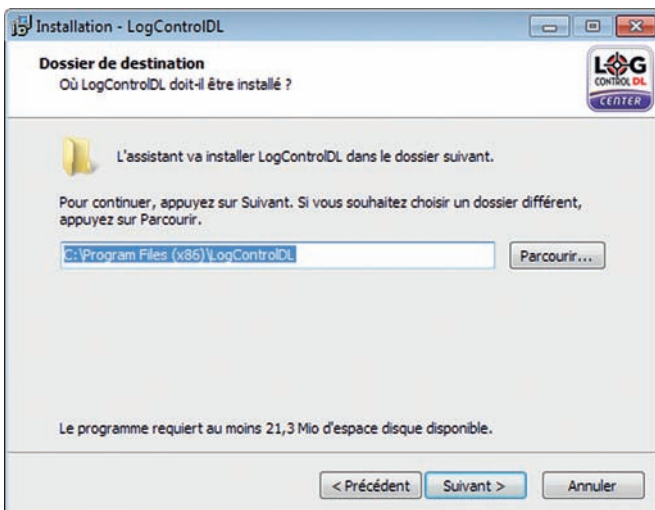 Installation - LogControlDL
Dossier de destination
Où LogControlDL doit-il être installé ?
LOG
CONTROL DL
CENTER
L'assistant va installer LogControlDL dans le dossier suivant.
Pour continuer, appuyez sur Suivant. Si vous souhaitez choisir un dossier différent,
appuyez sur Parcourir.
C:\Program Files (x86)\LogControlDL
Parcourir...
Le programme requiert au moins 21,3 Mio d'espace disque disponible.
< Précédent
Suivant >
Annuler